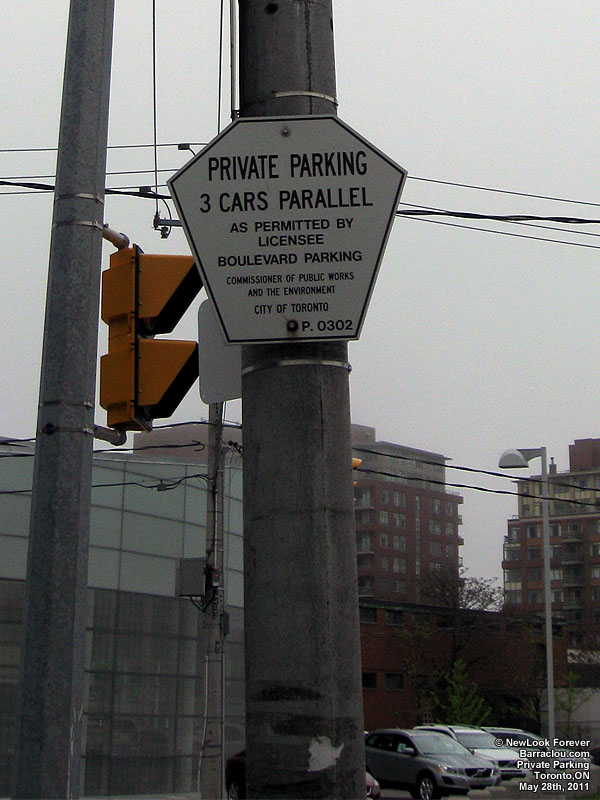 PRIVATE PARKING
3 CARS PARALLEL
AS PERMITTED BY
LICENSEE
BOULEVARD PARKING
COMMISSIONER OF PUBLIC WORKS
AND THE ENVIRONMENT
CITY OF TORONTO
P. 0302
© NewLook Forever
Barraclou.com
Private Parking
Toronto,ON
May 28th, 2011